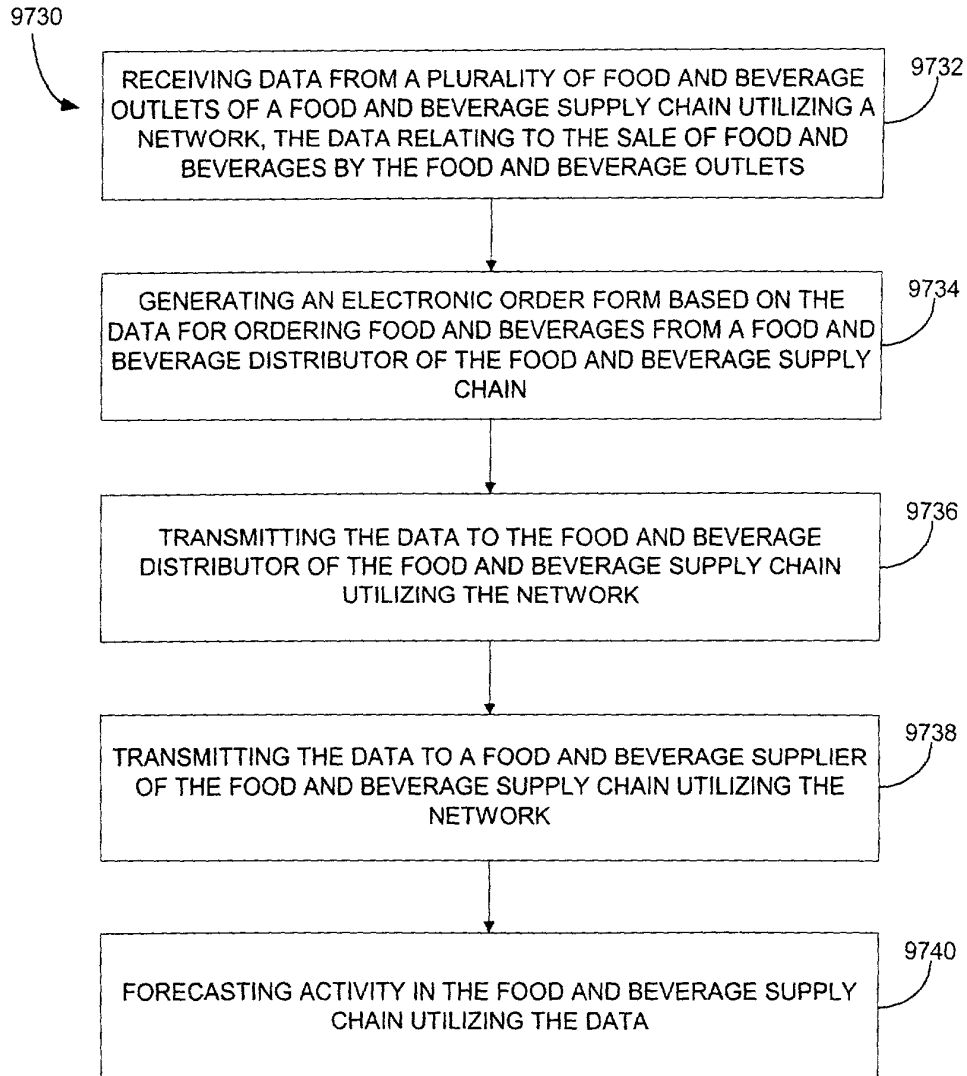 9730
RECEIVING DATA FROM A PLURALITY OF FOOD AND BEVERAGE
OUTLETS OF A FOOD AND BEVERAGE SUPPLY CHAIN UTILIZING A
NETWORK, THE DATA RELATING TO THE SALE OF FOOD AND
BEVERAGES BY THE FOOD AND BEVERAGE OUTLETS
9732
GENERATING AN ELECTRONIC ORDER FORM BASED ON THE
DATA FOR ORDERING FOOD AND BEVERAGES FROM A FOOD AND
BEVERAGE DISTRIBUTOR OF THE FOOD AND BEVERAGE SUPPLY
CHAIN
9734
TRANSMITTING THE DATA TO THE FOOD AND BEVERAGE
DISTRIBUTOR OF THE FOOD AND BEVERAGE SUPPLY CHAIN
UTILIZING THE NETWORK
9736
TRANSMITTING THE DATA TO A FOOD AND BEVERAGE SUPPLIER
OF THE FOOD AND BEVERAGE SUPPLY CHAIN UTILIZING THE
NETWORK
9738
FORECASTING ACTIVITY IN THE FOOD AND BEVERAGE SUPPLY
CHAIN UTILIZING THE DATA
9740